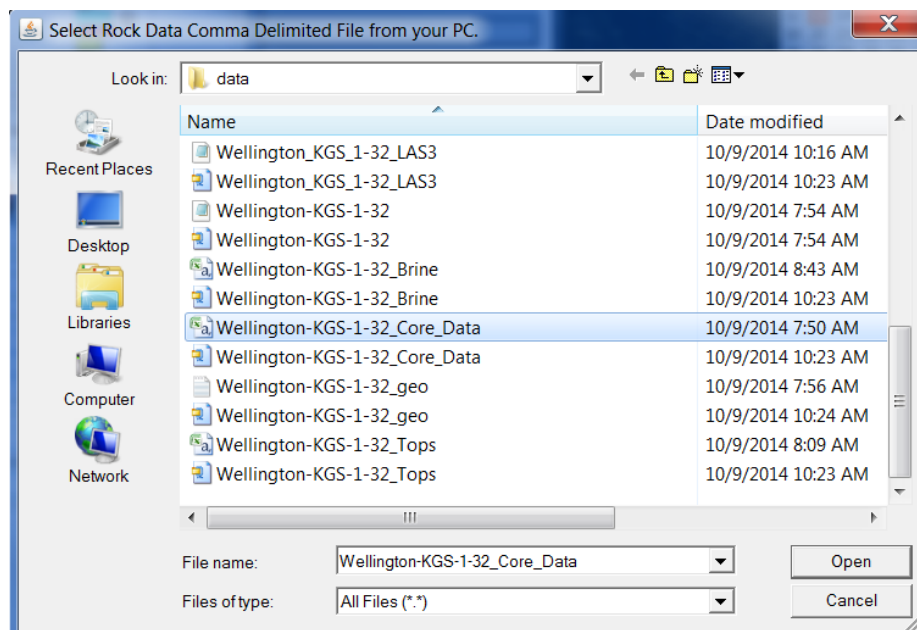 Select Rock Data Comma Delimited File from your PC.
Look in: data
Name Date modified
Wellington_KGS_1-32_LAS3 10/9/2014 10:16 AM
Wellington_KGS_1-32_LAS3 10/9/2014 10:23 AM
Wellington-KGS-1-32 10/9/2014 7:54 AM
Wellington-KGS-1-32 10/9/2014 7:54 AM
Wellington-KGS-1-32_Brine 10/9/2014 8:43 AM
Wellington-KGS-1-32_Brine 10/9/2014 10:23 AM
Wellington-KGS-1-32_Core_Data 10/9/2014 7:50 AM
Wellington-KGS-1-32_Core_Data 10/9/2014 10:23 AM
Wellington-KGS-1-32_geo 10/9/2014 7:56 AM
Wellington-KGS-1-32_geo 10/9/2014 10:24 AM
Wellington-KGS-1-32_Tops 10/9/2014 8:09 AM
Wellington-KGS-1-32_Tops 10/9/2014 10:23 AM
Recent Places
Desktop
Libraries
Computer
Network
File name: Wellington-KGS-1-32_Core_Data Open
Files of type: All Files (*.*) Cancel